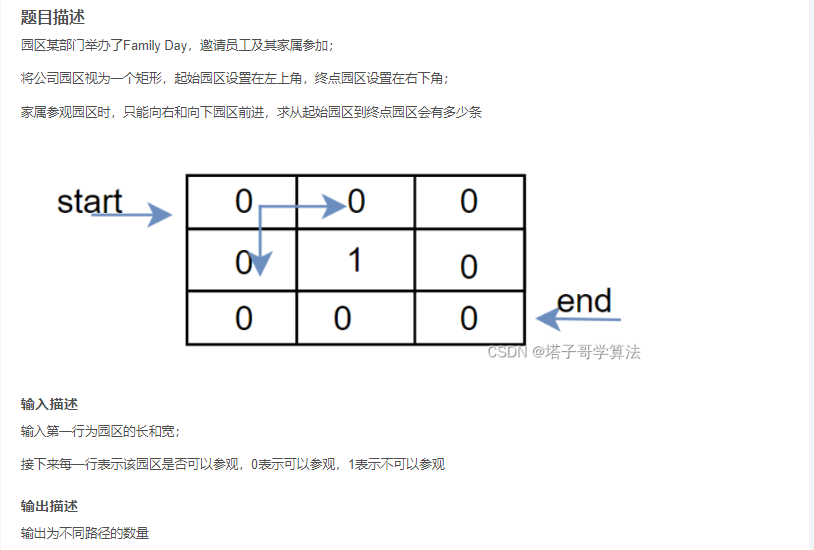 题目描述
园区某部门举办了Family Day，邀请员工及其家属参加；
将公司园区视为一个矩形，起始园区设置在左上角，终点园区设置在右下角；
家属参观园区时，只能向右和向下园区前进，求从起始园区到终点园区会有多少条
start
0 0 0
0 1 0
0 0 0
end
CSDN @塔子哥学算法
输入描述
输入第一行为园区的长和宽；
接下来每一行表示该园区是否可以参观，0表示可以参观，1表示不可以参观
输出描述
输出为不同路径的数量